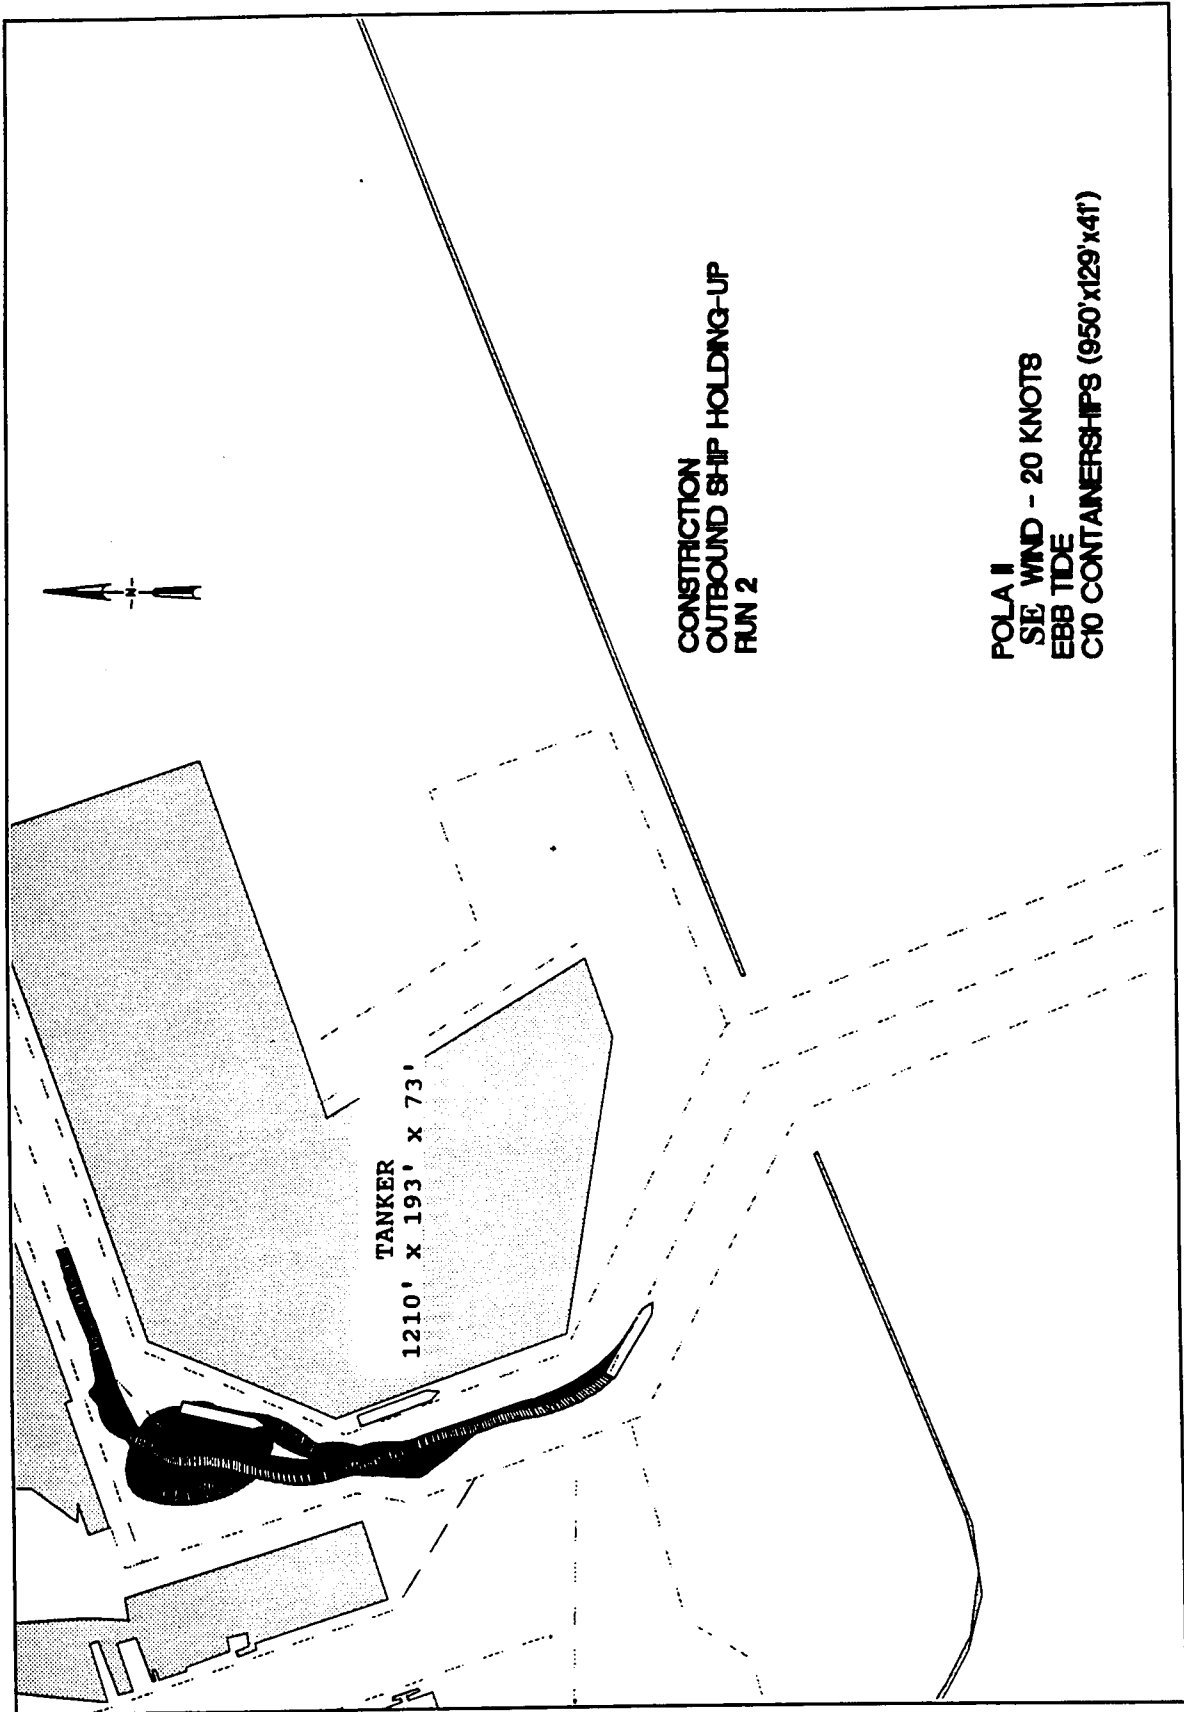 -N-
TANKER
1210' x 193' x 73'
CONSTRICTION
OUTBOUND SHIP HOLDING-UP
RUN 2
POLA II
SE WIND - 20 KNOTS
EBB TIDE
C10 CONTAINERSHIPS (950'x129'x41')